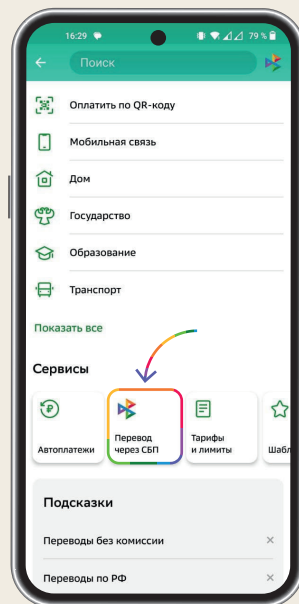 16:29 79 %
Поиск
Оплатить по QR-коду
Мобильная связь
Дом
Государство
Образование
Транспорт
Показать все
Сервисы
Автоплатежи
Перевод
через СБП
Тарифы
и лимиты
Шабл
Подсказки
Переводы без комиссии
Переводы по РФ